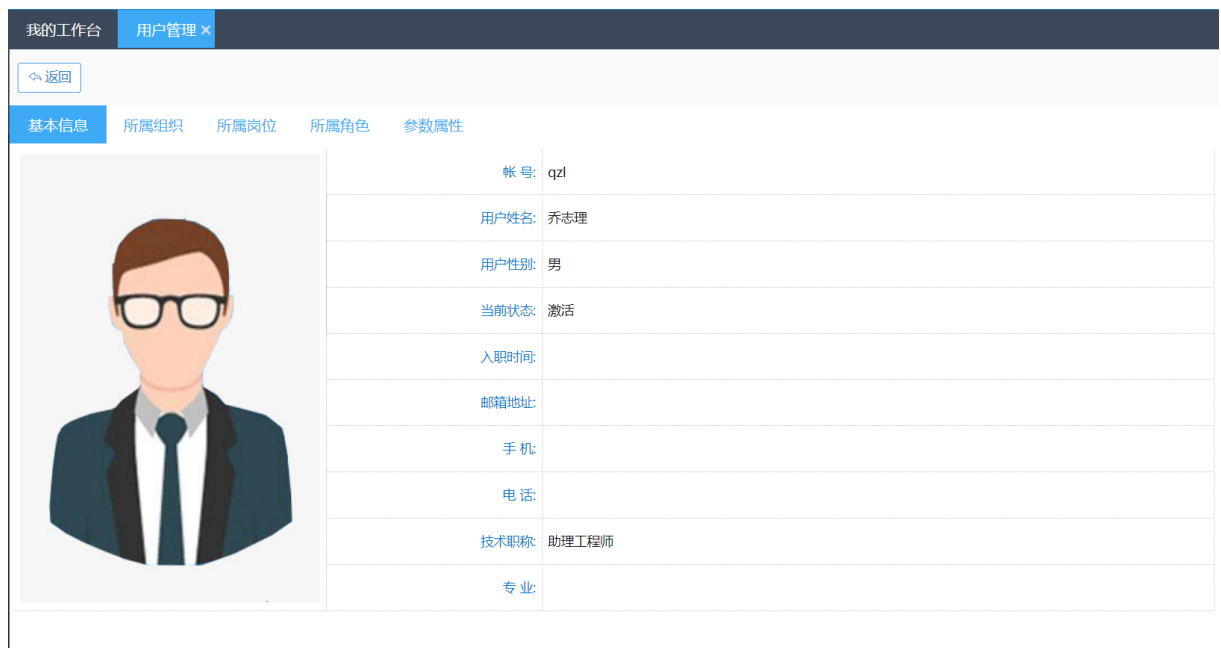 我的工作台 用户管理 ×
返回
基本信息 所属组织 所属岗位 所属角色 参数属性
帐 号: qzl
用户姓名: 乔志理
用户性别: 男
当前状态: 激活
入职时间:
邮箱地址:
手 机:
电 话:
技术职称: 助理工程师
专 业: